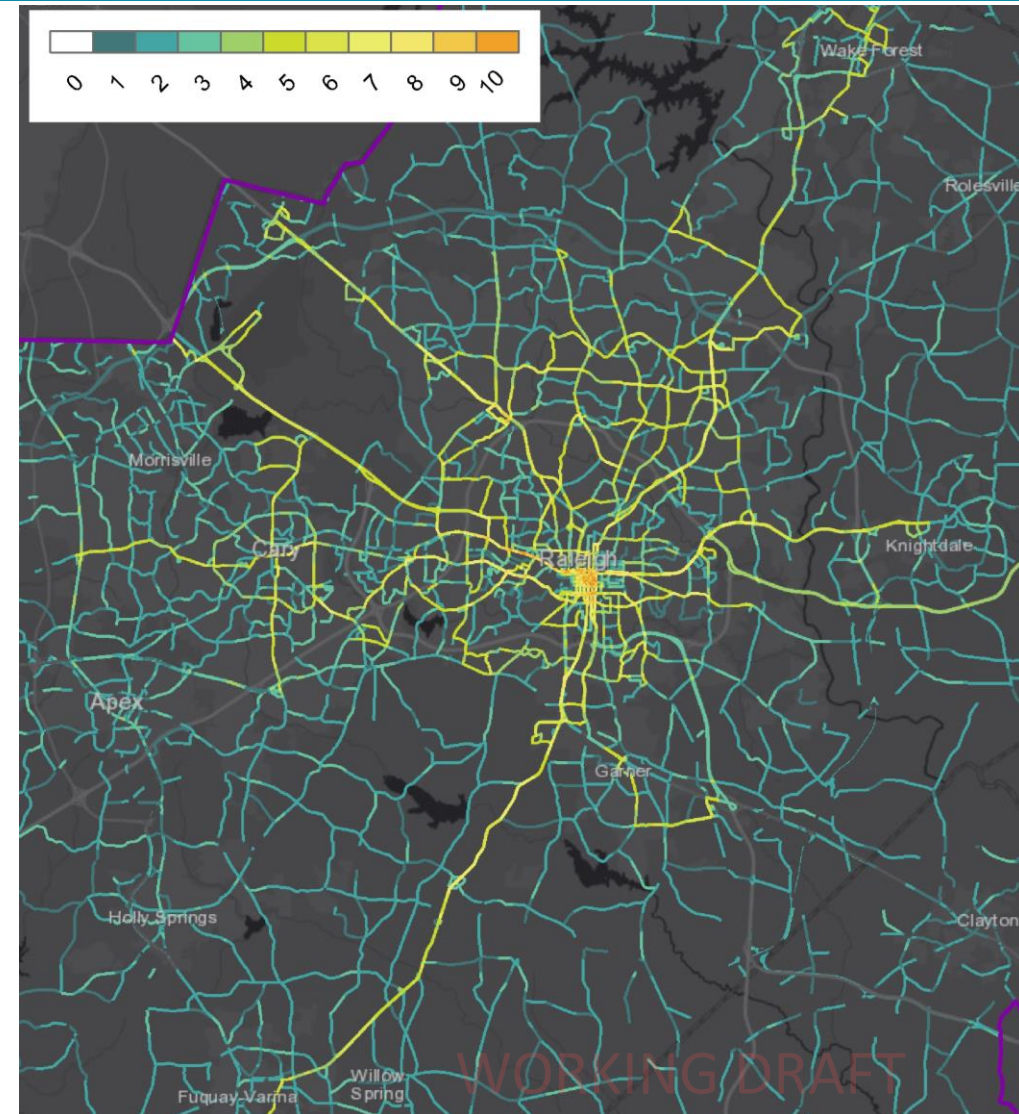 0 1 2 3 4 5 6 7 8 9 10
Wake Forest
Rolesville
Morrisville
Cary
Raleigh
Knightdale
Apex
Garner
Holly Springs
Clayton
Willow
Spring
Fuquay-Varina
WORKING DRAFT